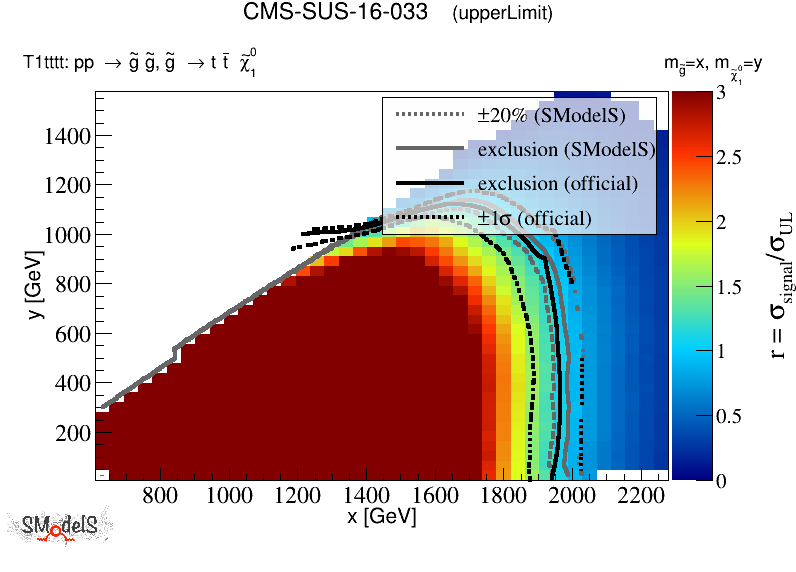 CMS-SUS-16-033 (upperLimit)
T1tttt: pp → g̃ g̃, g̃ → t t̄ χ̃₁⁰
m_g̃=x, m_χ̃₁⁰=y
±20% (SModelS)
exclusion (SModelS)
exclusion (official)
±1σ (official)
y [GeV]
1400
1200
1000
800
600
400
200
800 1000 1200 1400 1600 1800 2000 2200
x [GeV]
3
2.5
2
1.5
1
0.5
0
r = σ_signal/σ_UL
SModelS